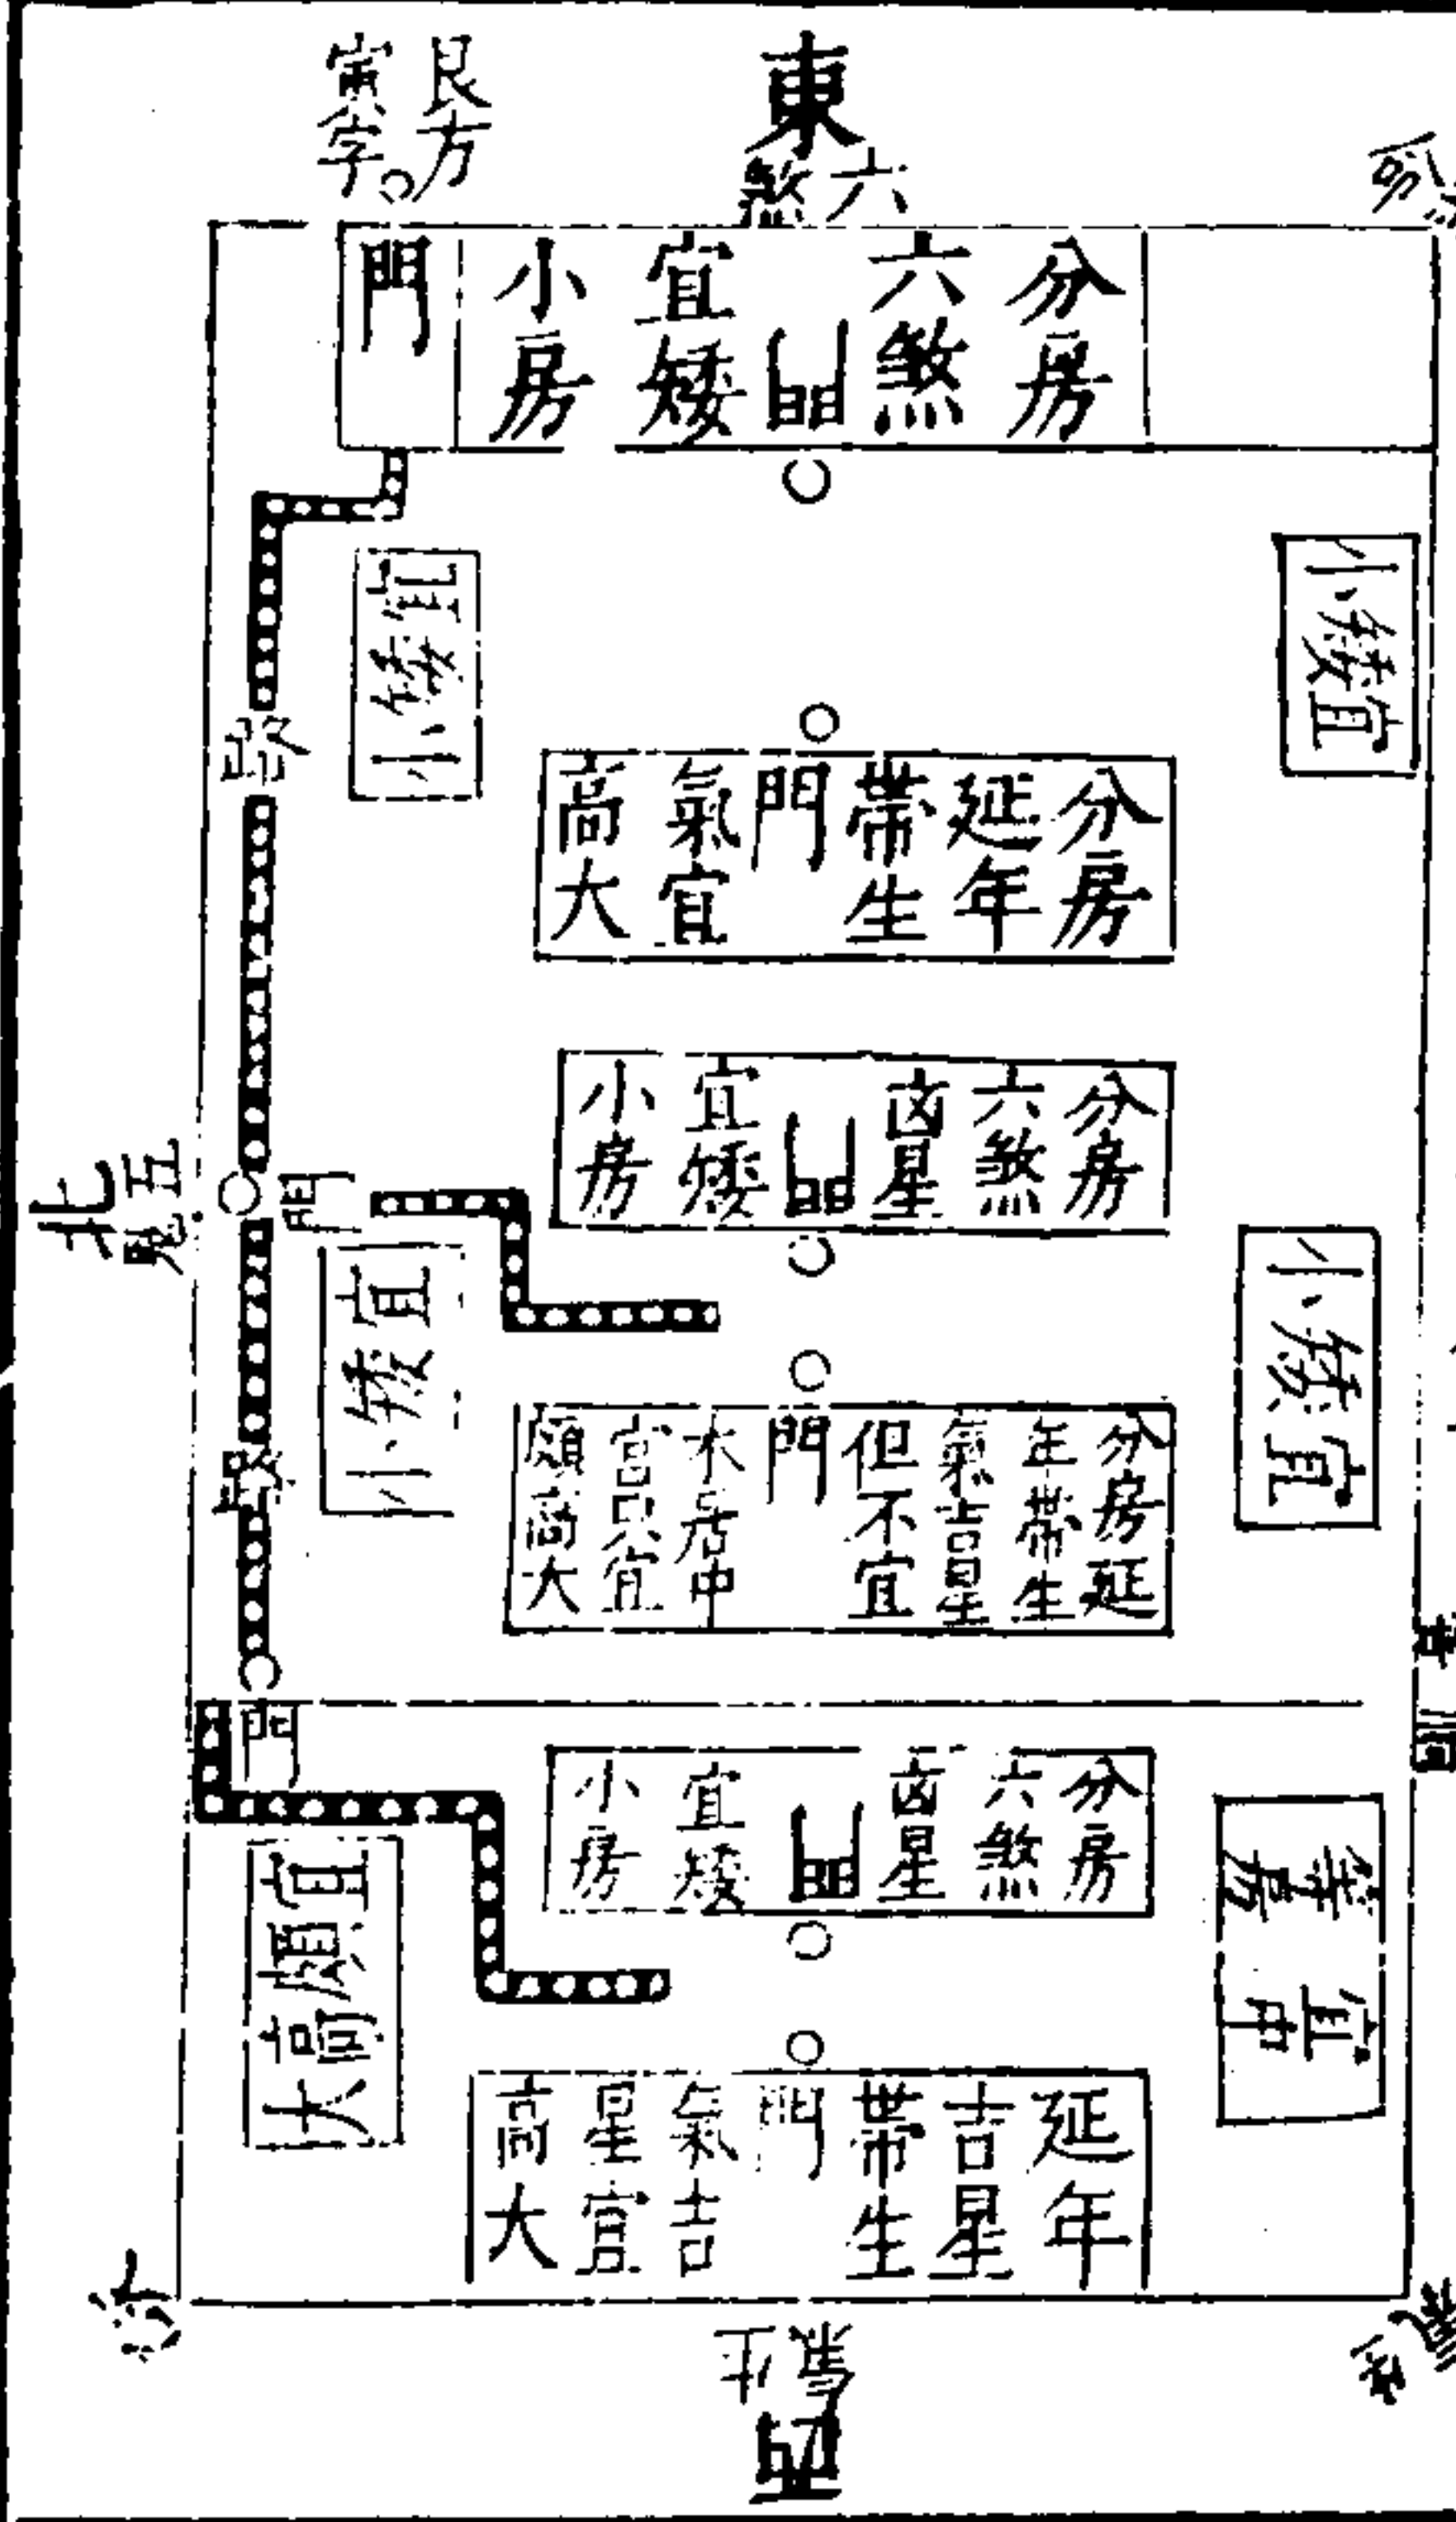 東
六
煞
艮方
寅字
分房
六煞
門
宜矮
小房
門
宜矮小
宜矮小
路
分房
延年
帶生
門
氣宜
高大
分房
六煞
凶星
門
宜矮
小房
北
五鬼
門
宜矮小
宜矮小
路
分房延
年帶生
氣吉星
但不宜
門
木居中
宮只宜
頗高大
門
分房
六煞
凶星
門
宜矮
小房
宜頗高大
宜中
等房
延年
吉星
帶生
門
氣吉
星宜
高大
西